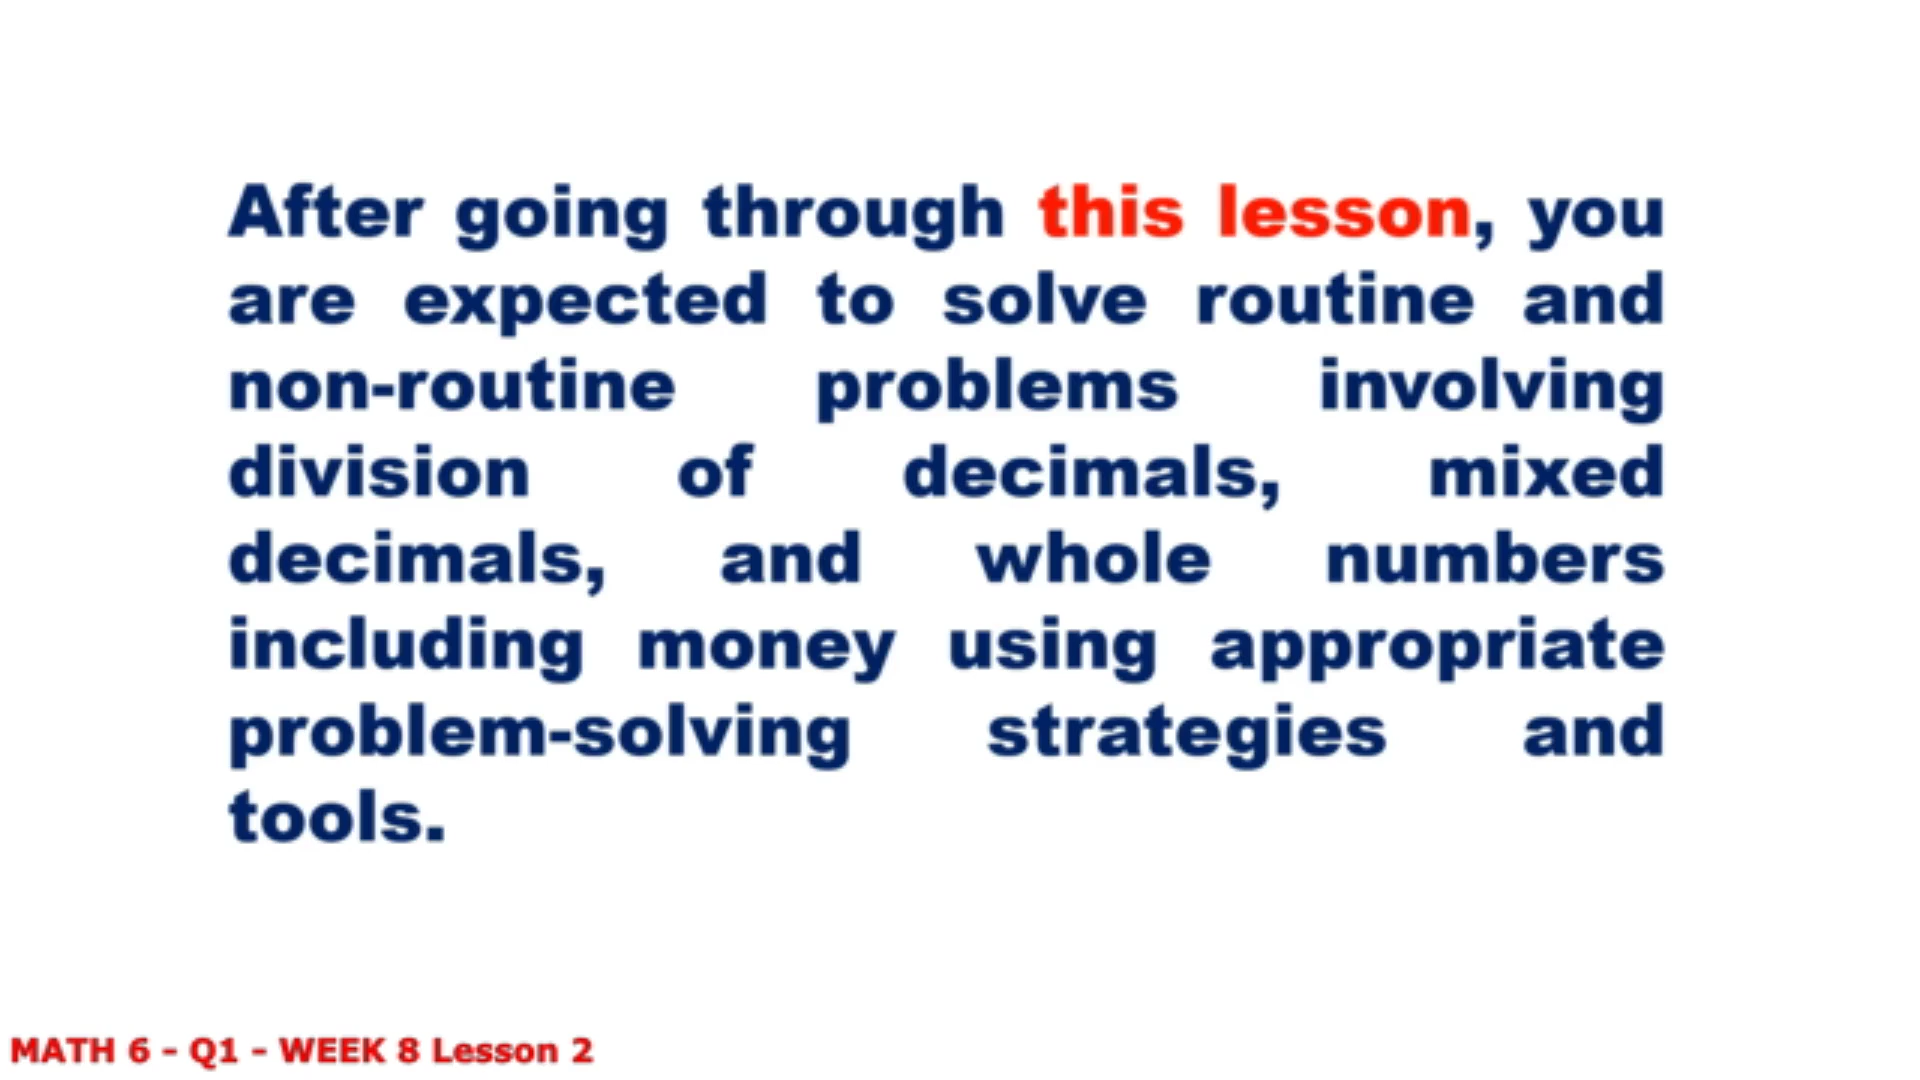 After going through this lesson, you
are expected to solve routine and
non-routine problems involving
division of decimals, mixed
decimals, and whole numbers
including money using appropriate
problem-solving strategies and
tools.
MATH 6 - Q1 - WEEK 8 Lesson 2